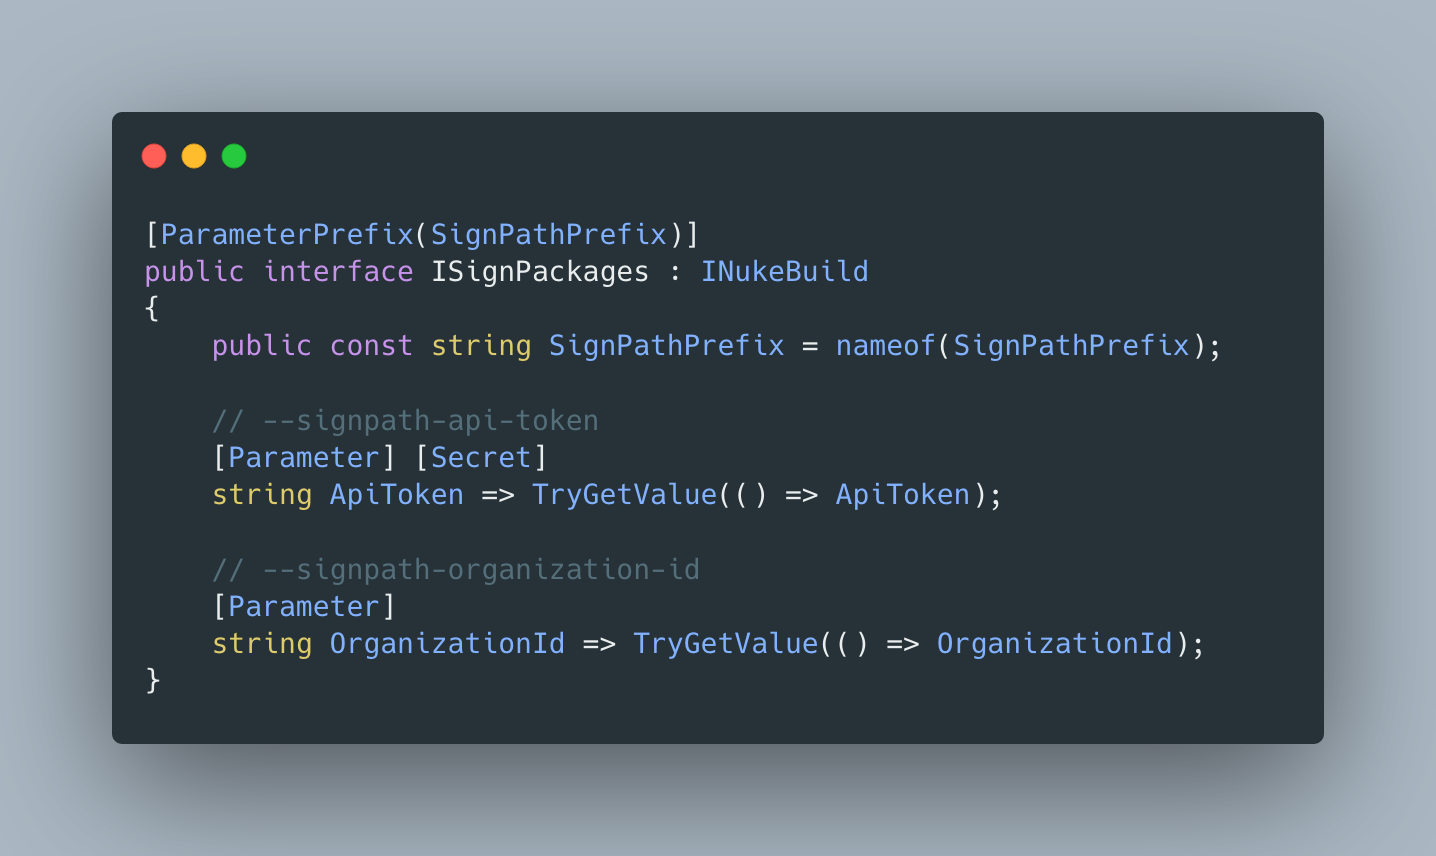 [ParameterPrefix(SignPathPrefix)]
public interface ISignPackages : INukeBuild
{
    public const string SignPathPrefix = nameof(SignPathPrefix);

    // --signpath-api-token
    [Parameter] [Secret]
    string ApiToken => TryGetValue(() => ApiToken);

    // --signpath-organization-id
    [Parameter]
    string OrganizationId => TryGetValue(() => OrganizationId);
}